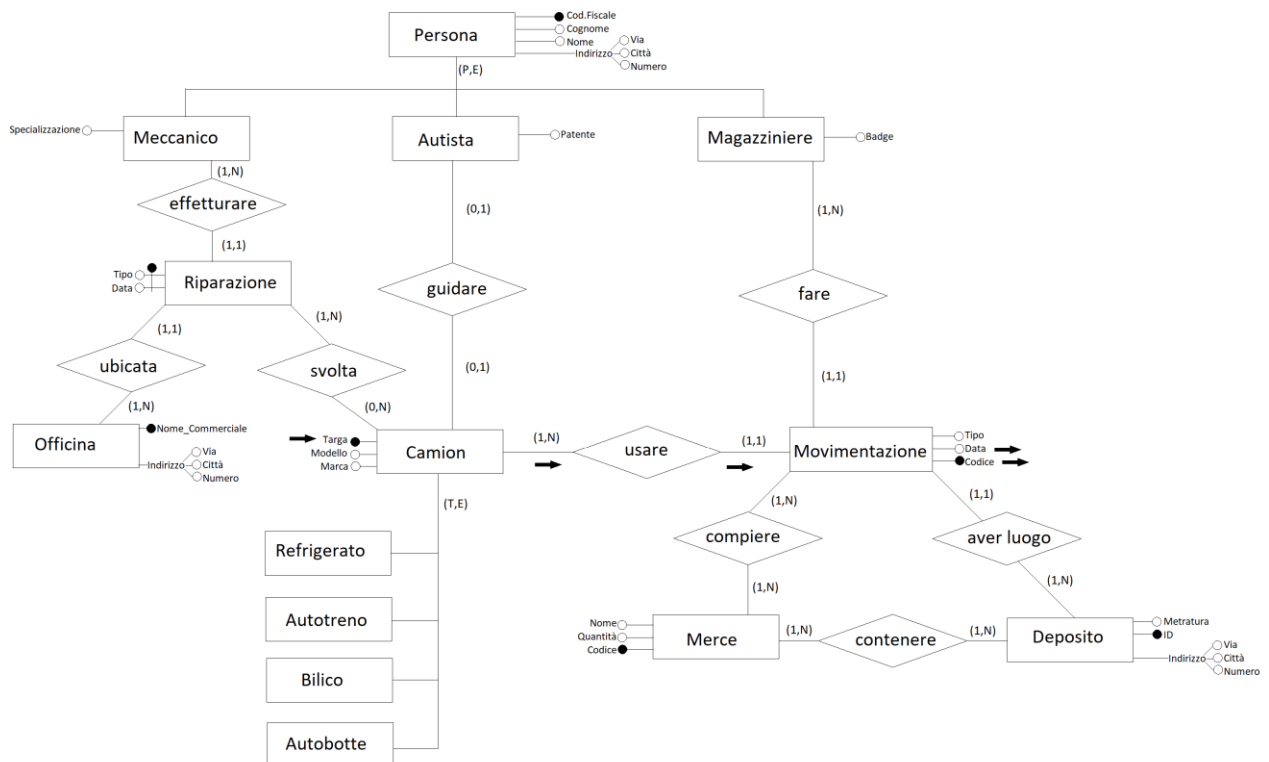 Persona
Cod.Fiscale
Cognome
Nome
Indirizzo
Via
Città
Numero
(P,E)
Specializzazione
Meccanico
Autista
Patente
Magazziniere
Badge
(1,N)
effetturare
(1,1)
(0,1)
guidare
(0,1)
(1,N)
fare
(1,1)
Tipo
Data
Riparazione
(1,1)
ubicata
(1,N)
(1,N)
svolta
(0,N)
Officina
Nome_Commerciale
Indirizzo
Via
Città
Numero
Targa
Modello
Marca
Camion
(1,N)
usare
(1,1)
Movimentazione
Tipo
Data
Codice
(T,E)
Refrigerato
Autotreno
Bilico
Autobotte
(1,N)
compiere
(1,N)
(1,1)
aver luogo
(1,N)
Nome
Quantità
Codice
Merce
(1,N)
contenere
(1,N)
Deposito
Metratura
ID
Indirizzo
Via
Città
Numero